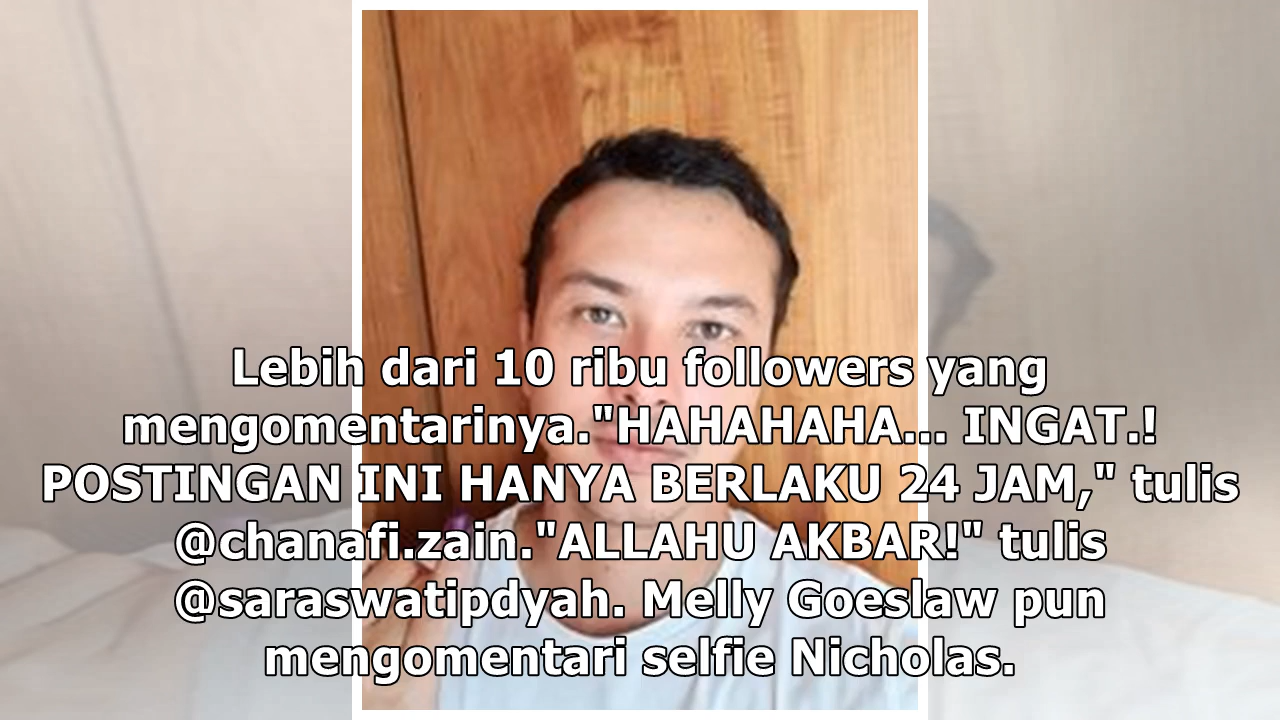 Lebih dari 10 ribu followers yang
mengomentarinya."HAHAHAHA... INGAT.!
POSTINGAN INI HANYA BERLAKU 24 JAM," tulis
@chanafi.zain."ALLAHU AKBAR!" tulis
@saraswatipdyah. Melly Goeslaw pun
mengomentari selfie Nicholas.